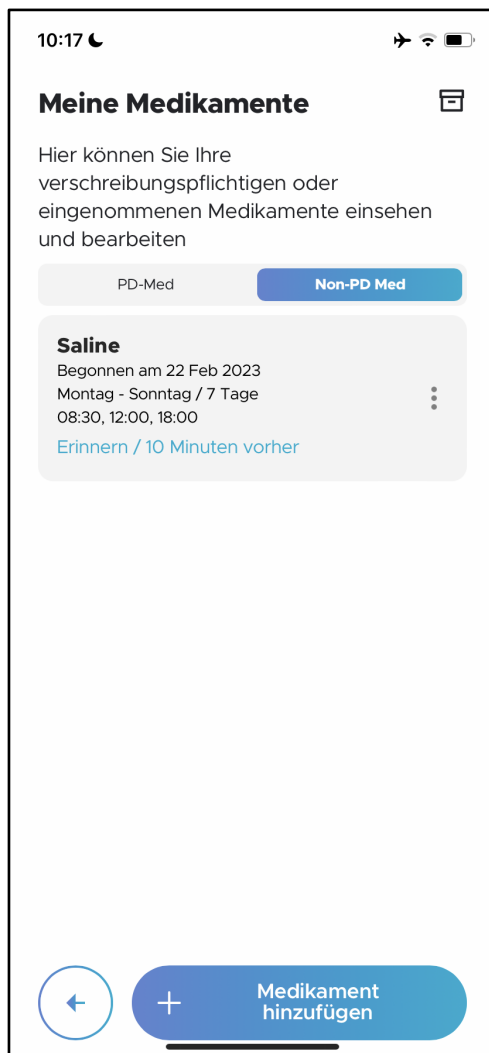 10:17
Meine Medikamente
Hier können Sie Ihre
verschreibungspflichtigen oder
eingenommenen Medikamente einsehen
und bearbeiten
PD-Med
Non-PD Med
Saline
Begonnen am 22 Feb 2023
Montag - Sonntag / 7 Tage
08:30, 12:00, 18:00
Erinnern / 10 Minuten vorher
Medikament
hinzufügen